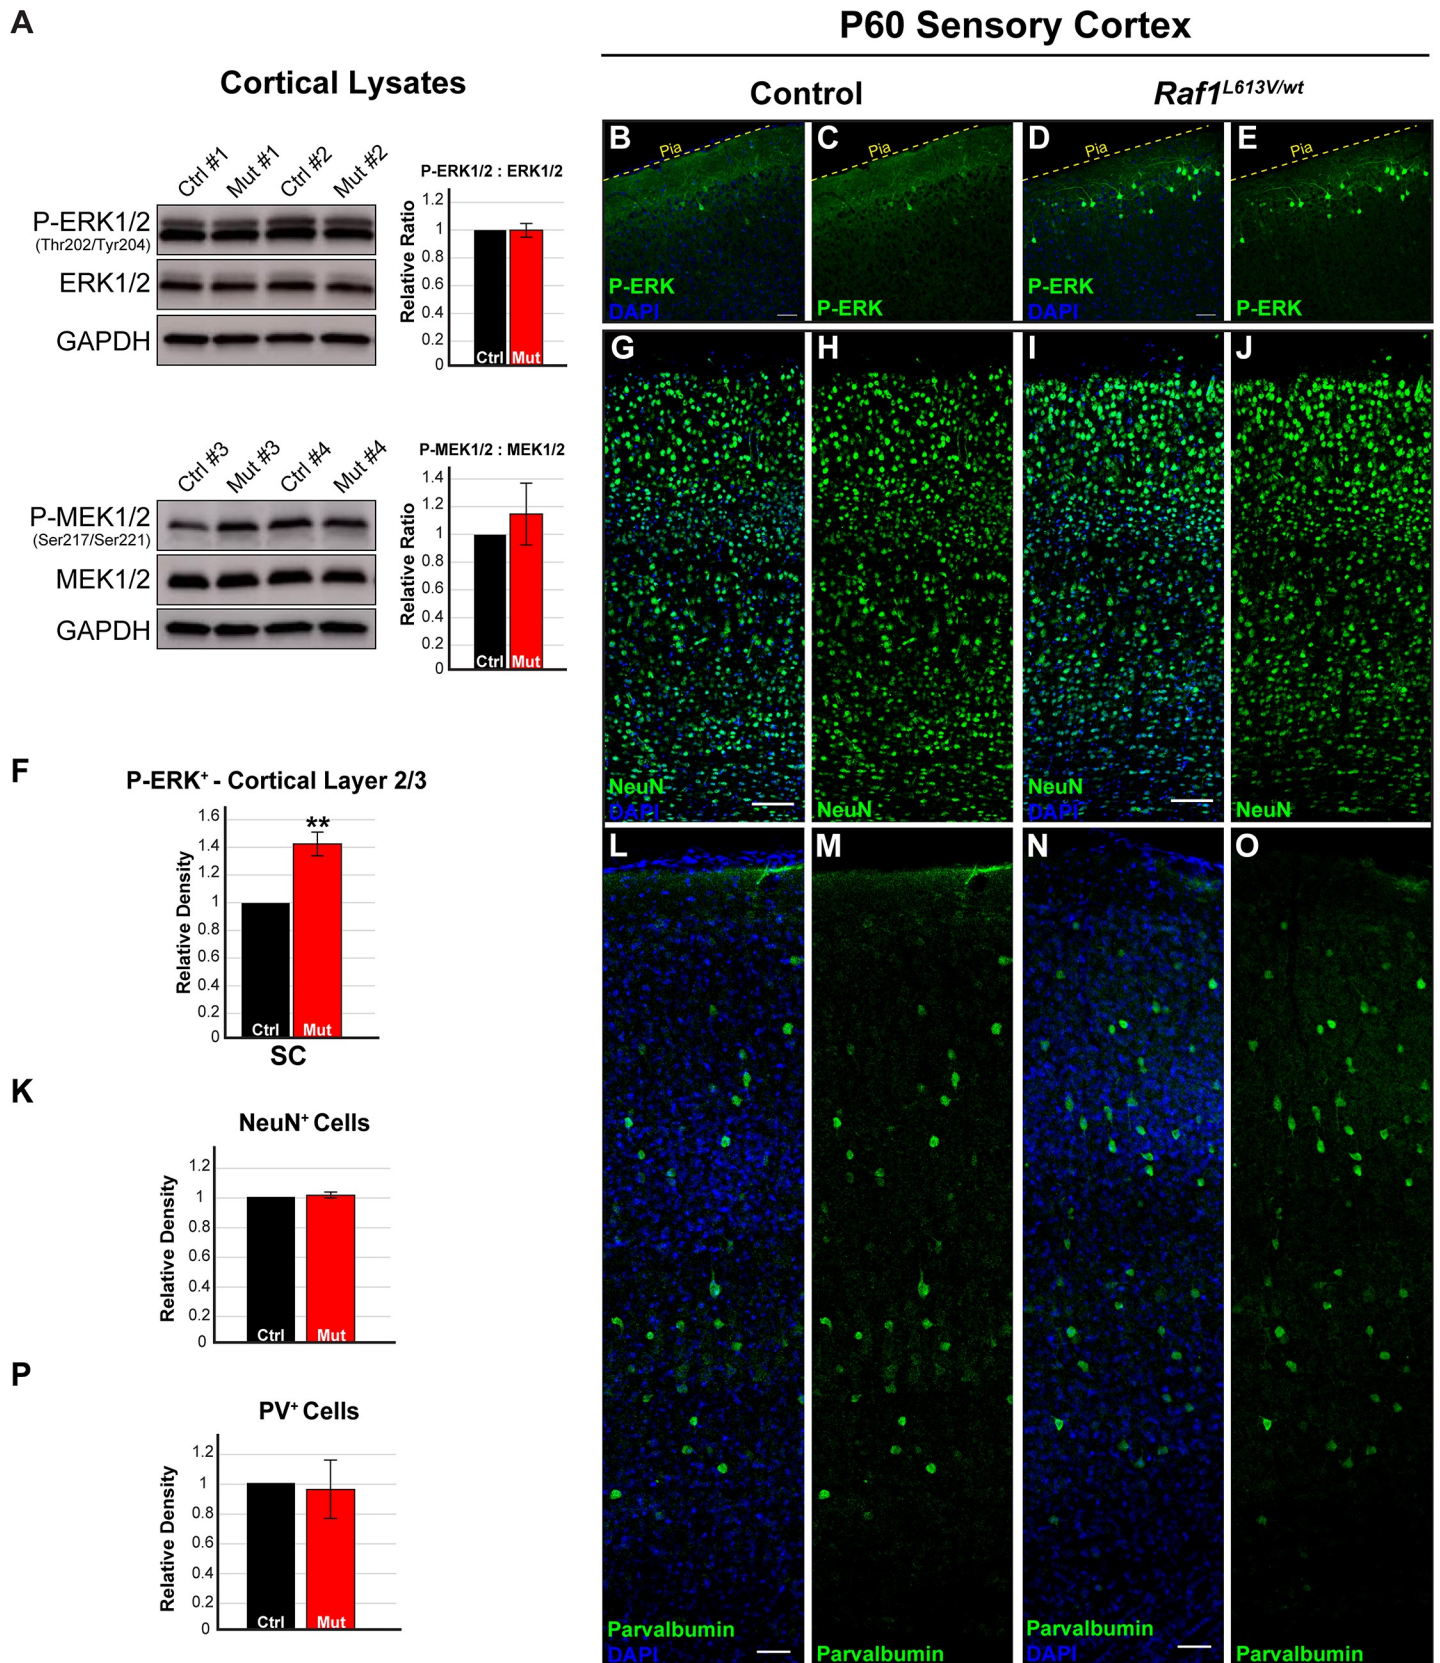 A
P60 Sensory Cortex
Cortical Lysates
Control
Raf1L613V/wt
Ctrl #1
Mut #1
Ctrl #2
Mut #2
P-ERK1/2
(Thr202/Tyr204)
ERK1/2
GAPDH
P-ERK1/2 : ERK1/2
Relative Ratio
1.2
1
0.8
0.6
0.4
0.2
0
Ctrl
Mut
Ctrl #3
Mut #3
Ctrl #4
Mut #4
P-MEK1/2
(Ser217/Ser221)
MEK1/2
GAPDH
P-MEK1/2 : MEK1/2
Relative Ratio
1.4
1.2
1
0.8
0.6
0.4
0.2
0
Ctrl
Mut
B
Pia
P-ERK
DAPI
C
Pia
P-ERK
D
Pia
P-ERK
DAPI
E
Pia
P-ERK
F
P-ERK+ - Cortical Layer 2/3
Relative Density
1.6
1.4
1.2
1
0.8
0.6
0.4
0.2
0
**
Ctrl
Mut
SC
G
NeuN
DAPI
H
NeuN
I
NeuN
DAPI
J
NeuN
K
NeuN+ Cells
Relative Density
1.2
1
0.8
0.6
0.4
0.2
0
Ctrl
Mut
L
Parvalbumin
DAPI
M
Parvalbumin
N
Parvalbumin
DAPI
O
Parvalbumin
P
PV+ Cells
Relative Density
1.2
1
0.8
0.6
0.4
0.2
0
Ctrl
Mut